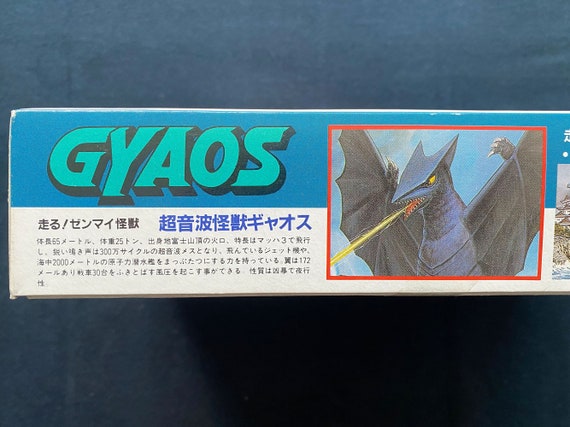 GYAOS
走る!ゼンマイ怪獣 超音波怪獣ギャオス
体長65メートル、体重25トン、出身地富士山頂の火口、特長はマッハ3で飛行
し、鋭い鳴き声は300万サイクルの超音波メスとなり、飛んでいるジェット機や、
海中2000メートルの原子力潜水艦をまっぷたつにする力を持っている。翼は172
メールあり戦車30台をふきとばす風圧を起こす事ができる。性質は凶暴で夜行
性
走